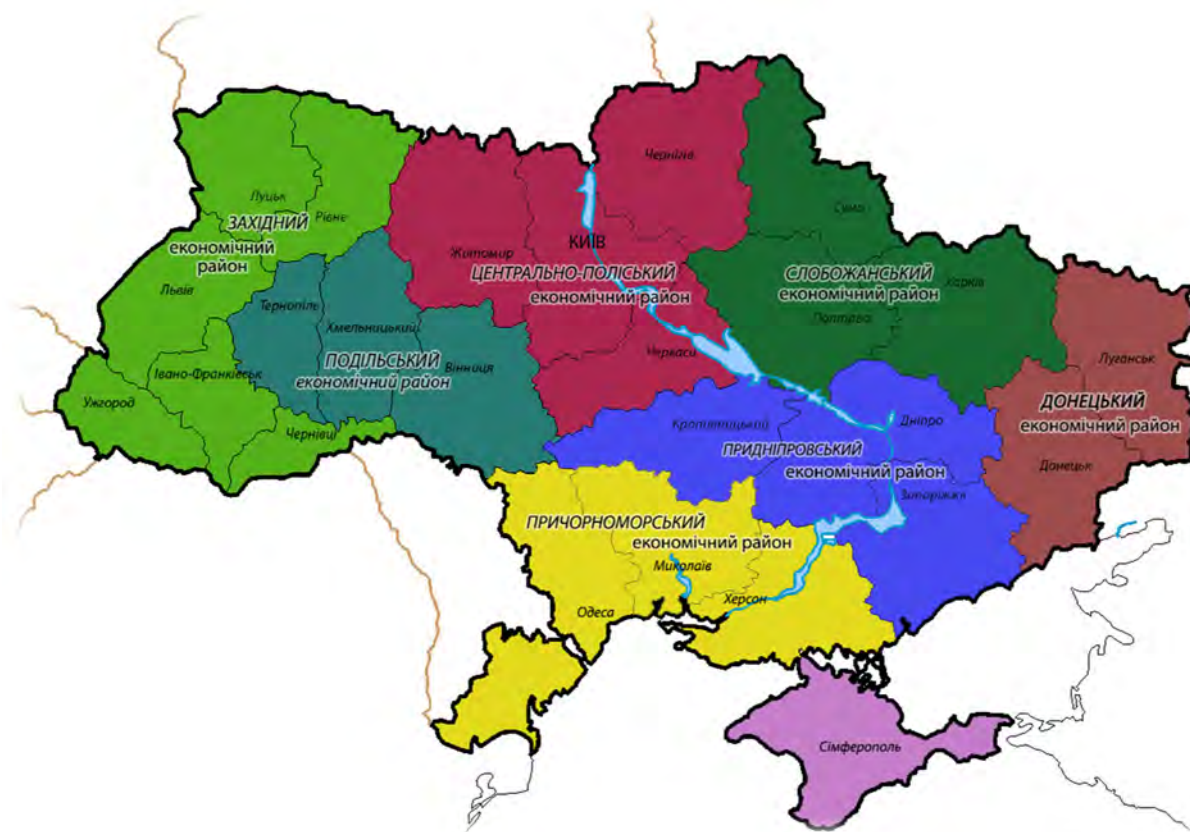 Чернігів
Луцьк
Рівне
ЗАХІДНИЙ
економічний
район
Суми
КИЇВ
Житомир
ЦЕНТРАЛЬНО-ПОЛІСЬКИЙ
економічний район
СЛОБОЖАНСЬКИЙ
економічний район
Харків
Львів
Тернопіль
Хмельницький
Полтава
Черкаси
Луганськ
ПОДІЛЬСЬКИЙ
економічний район
Вінниця
Івано-Франківськ
Ужгород
Чернівці
Кропивницький
Дніпро
ДОНЕЦЬКИЙ
економічний район
ПРИДНІПРОВСЬКИЙ
економічний район
Донецьк
Запоріжжя
ПРИЧОРНОМОРСЬКИЙ
економічний район
Миколаїв
Херсон
Одеса
Сімферополь